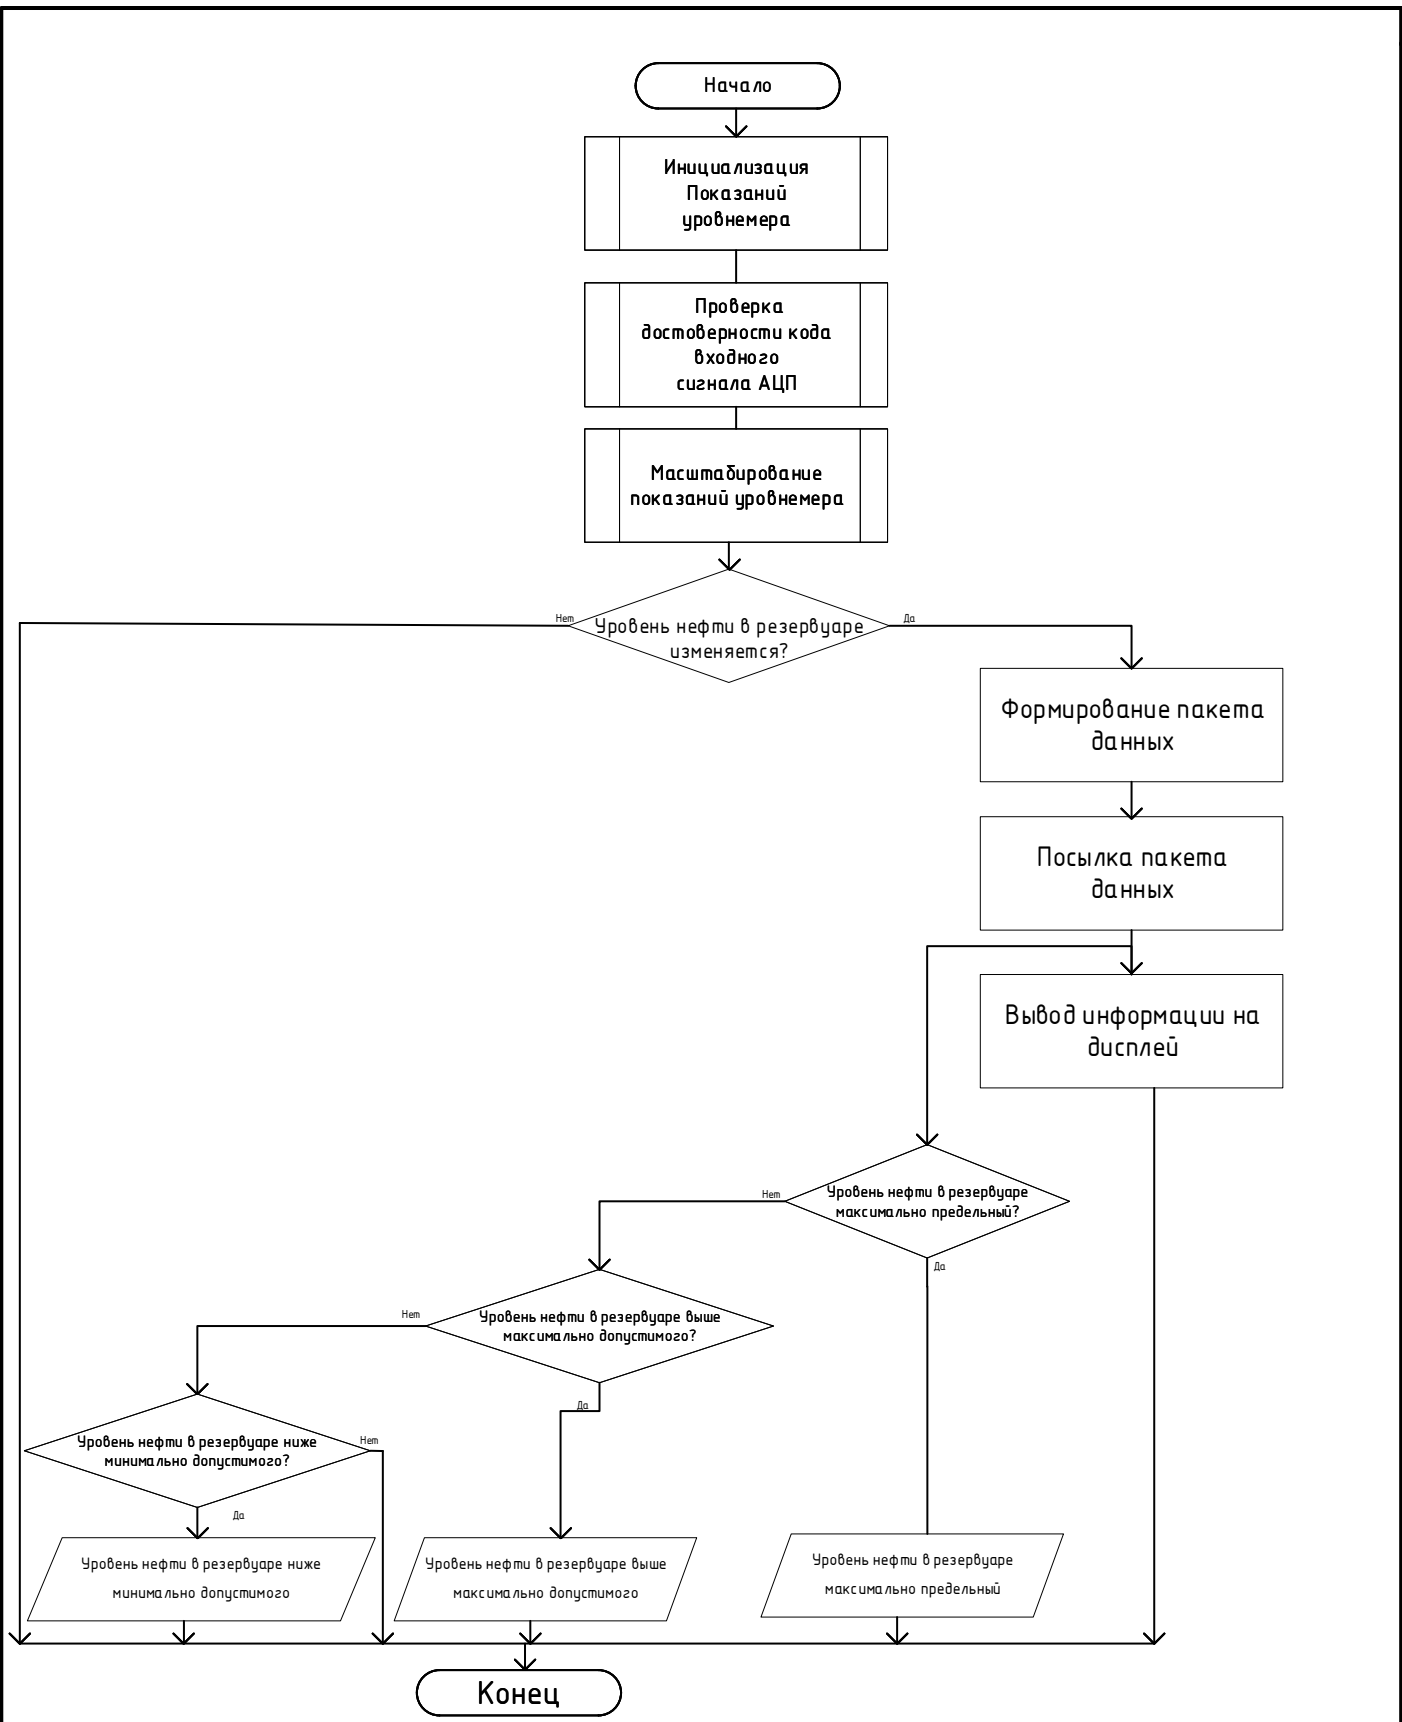 Начало
Инициализация
Показаний
уровнемера
Проверка
достоверности кода
входного
сигнала АЦП
Масштабирование
показаний уровнемера
Нет
Да
Уровень нефти в резервуаре
изменяется?
Формирование пакета
данных
Посылка пакета
данных
Вывод информации на
дисплей
Нет
Уровень нефти в резервуаре
максимально предельный?
Да
Нет
Уровень нефти в резервуаре выше
максимально допустимого?
Да
Уровень нефти в резервуаре ниже
минимально допустимого?
Нет
Да
Уровень нефти в резервуаре ниже
минимально допустимого
Уровень нефти в резервуаре выше
максимально допустимого
Уровень нефти в резервуаре
максимально предельный
Конец